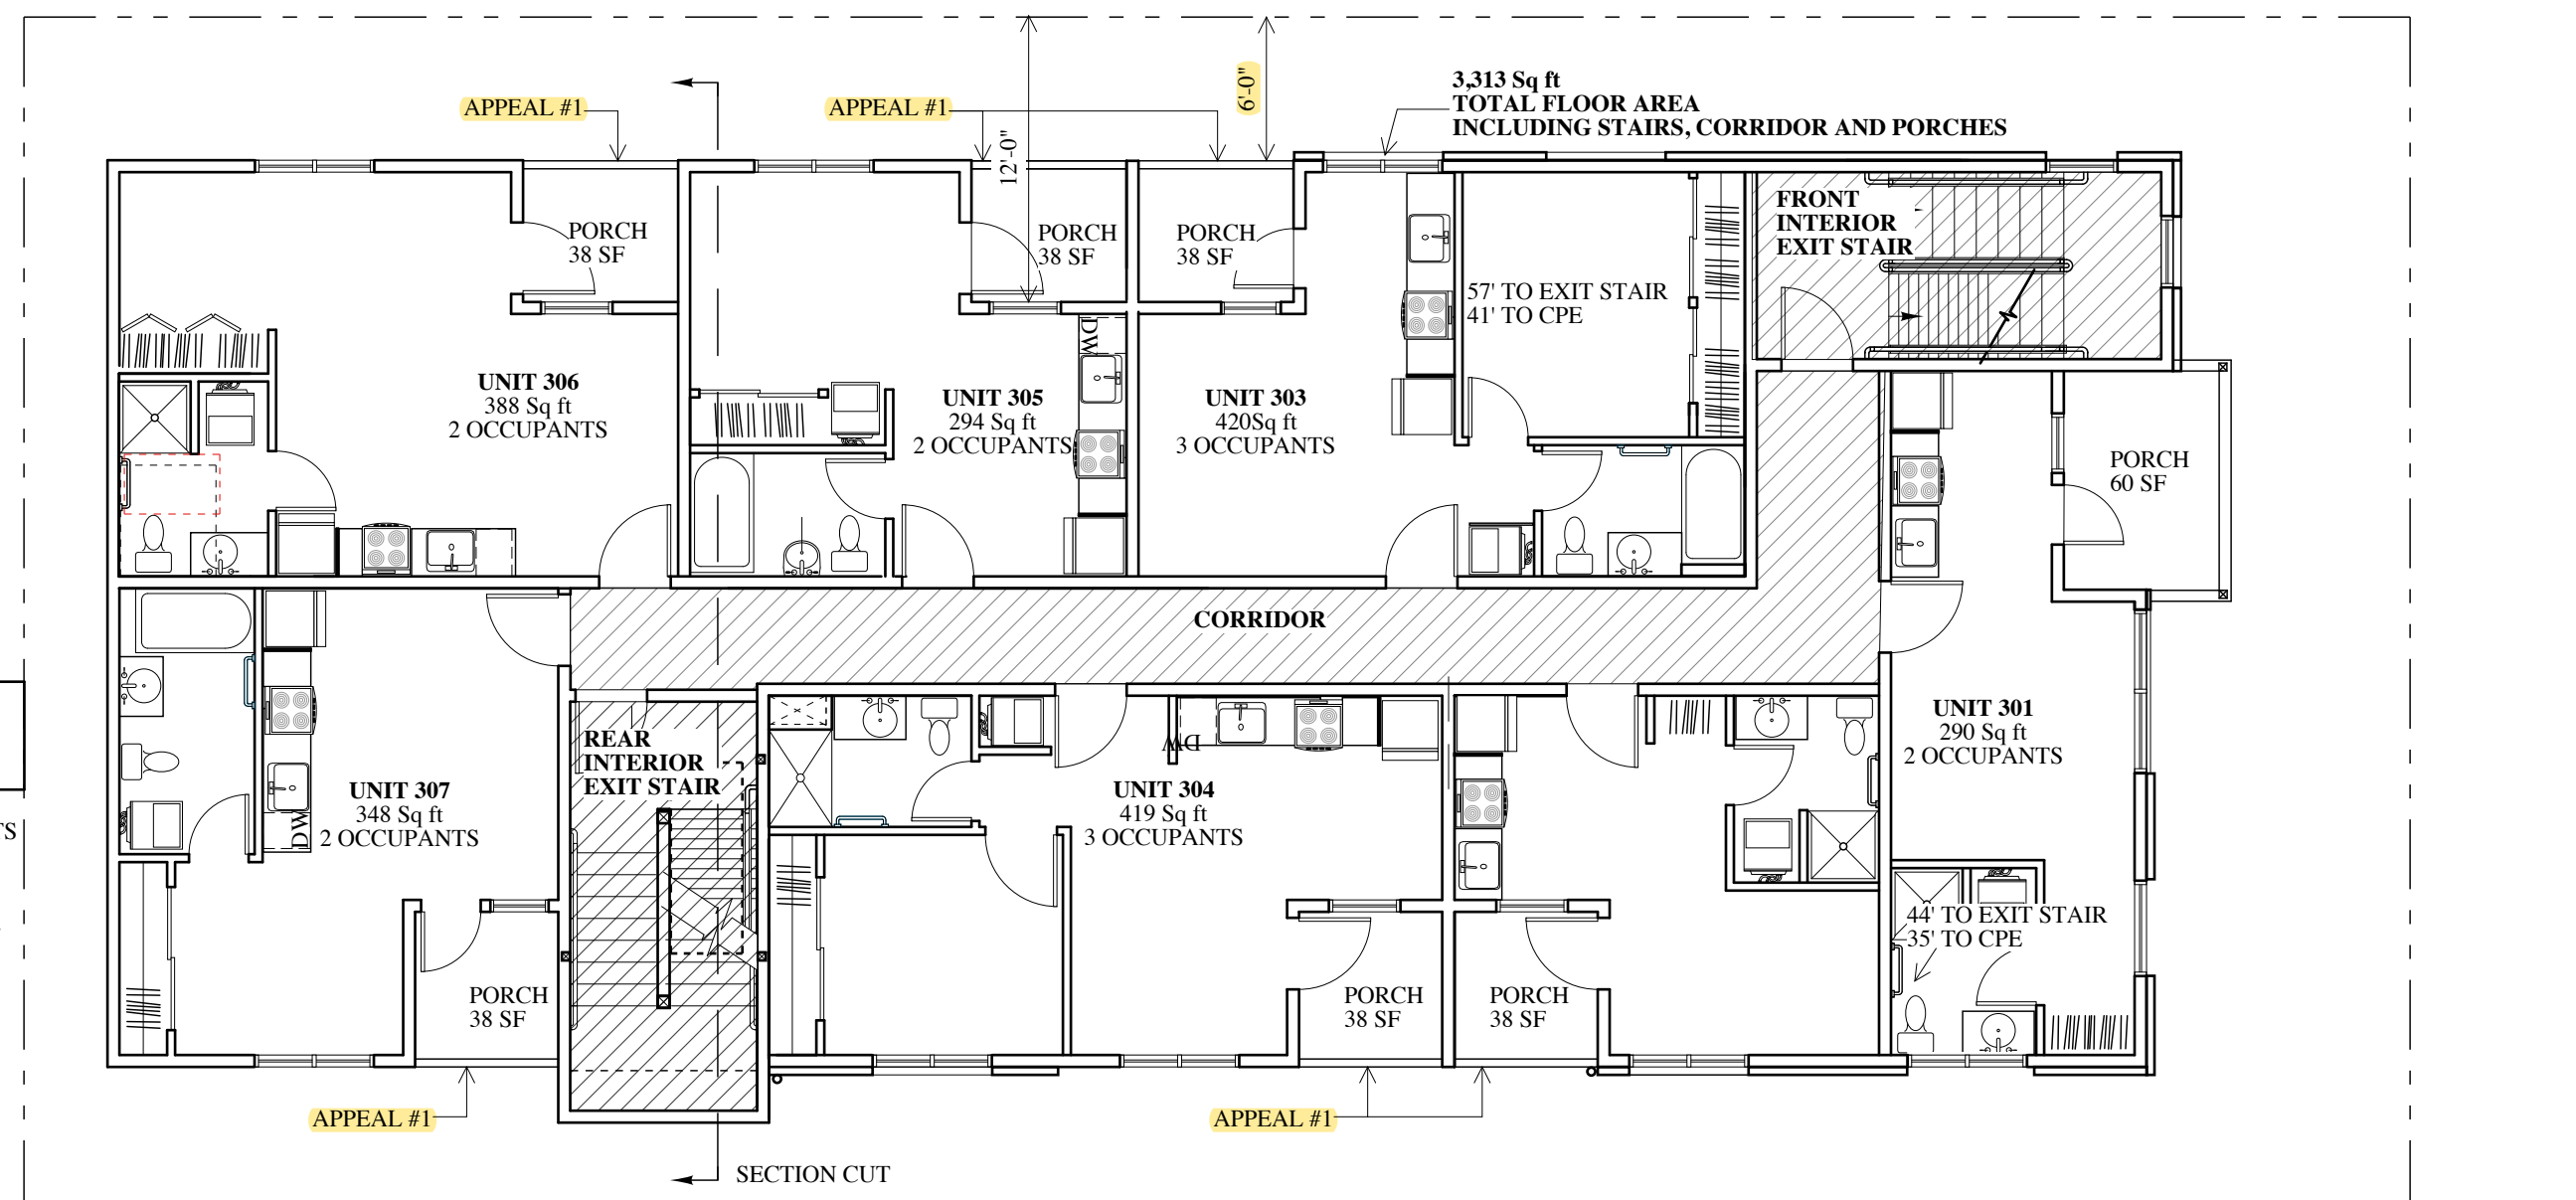 APPEAL #1
APPEAL #1
6'-0"
12'-0"
3,313 Sq ft
TOTAL FLOOR AREA
INCLUDING STAIRS, CORRIDOR AND PORCHES
PORCH
38 SF
PORCH
38 SF
PORCH
38 SF
FRONT
INTERIOR
EXIT STAIR
57' TO EXIT STAIR
41' TO CPE
DW
UNIT 306
388 Sq ft
2 OCCUPANTS
UNIT 305
294 Sq ft
2 OCCUPANTS
UNIT 303
420Sq ft
3 OCCUPANTS
PORCH
60 SF
CORRIDOR
UNIT 301
290 Sq ft
2 OCCUPANTS
REAR
INTERIOR
EXIT STAIR
DW
UNIT 307
348 Sq ft
2 OCCUPANTS
DW
UNIT 304
419 Sq ft
3 OCCUPANTS
TS
44' TO EXIT STAIR
35' TO CPE
PORCH
38 SF
PORCH
38 SF
PORCH
38 SF
APPEAL #1
APPEAL #1
SECTION CUT